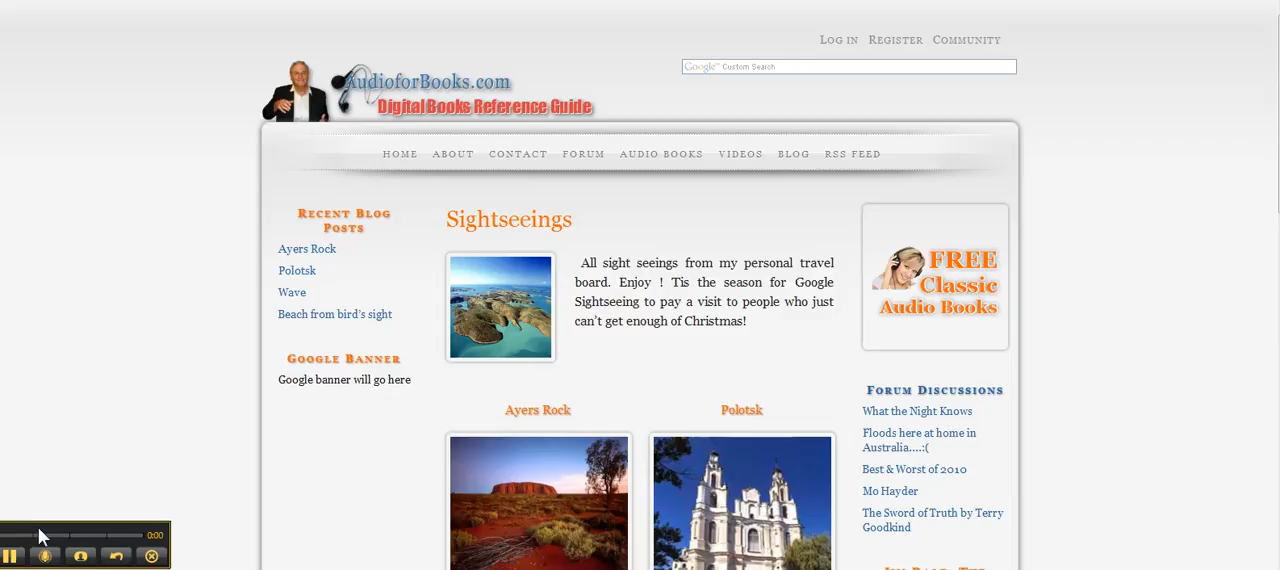 Log in Register Community
Google™ Custom Search
AudioforBooks.com
Digital Books Reference Guide
HOME ABOUT CONTACT FORUM AUDIO BOOKS VIDEOS BLOG RSS FEED
Recent Blog
Posts
Ayers Rock
Polotsk
Wave
Beach from bird's sight
Google Banner
Google banner will go here
Sightseeings
All sight seeings from my personal travel
board. Enjoy ! Tis the season for Google
Sightseeing to pay a visit to people who just
can't get enough of Christmas!
Ayers Rock
Polotsk
FREE
Classic
Audio Books
Forum Discussions
What the Night Knows
Floods here at home in
Australia....:(
Best & Worst of 2010
Mo Hayder
The Sword of Truth by Terry
Goodkind
0:00